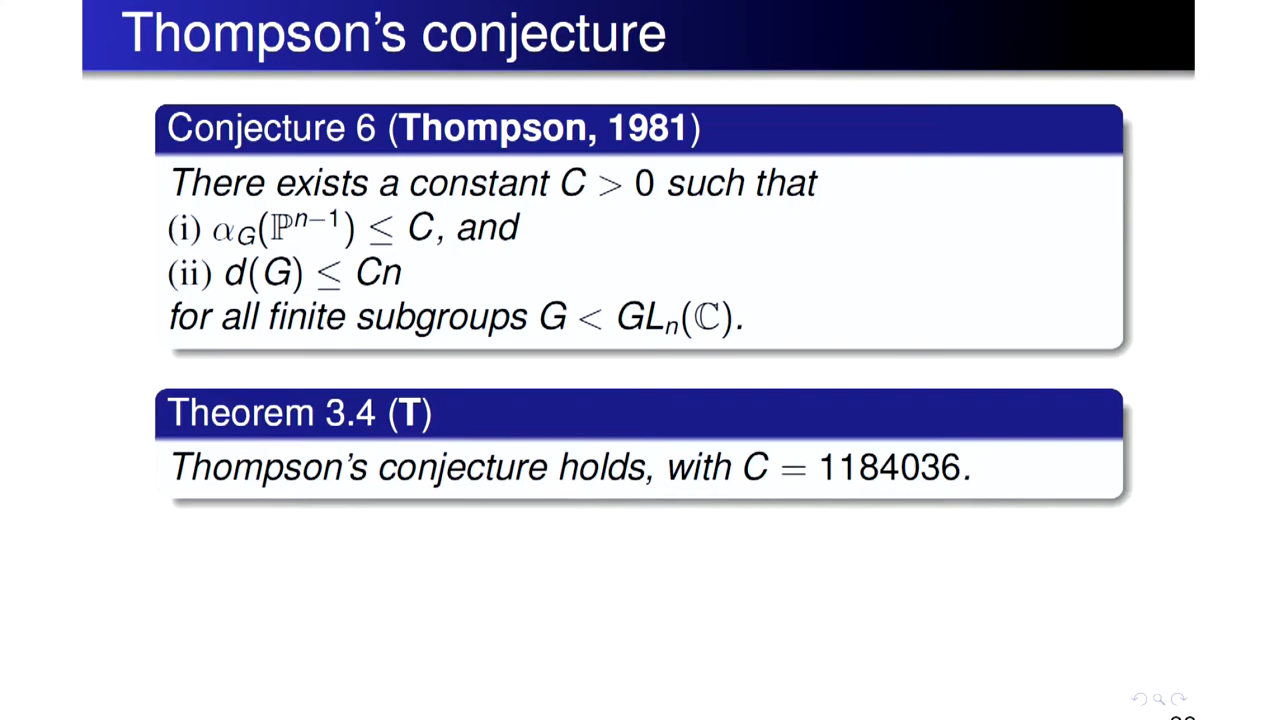 Thompson's conjecture
Conjecture 6 (Thompson, 1981)
There exists a constant C > 0 such that
(i) α_G(ℙ^{n−1}) ≤ C, and
(ii) d(G) ≤ Cn
for all finite subgroups G < GL_n(ℂ).
Theorem 3.4 (T)
Thompson's conjecture holds, with C = 1184036.